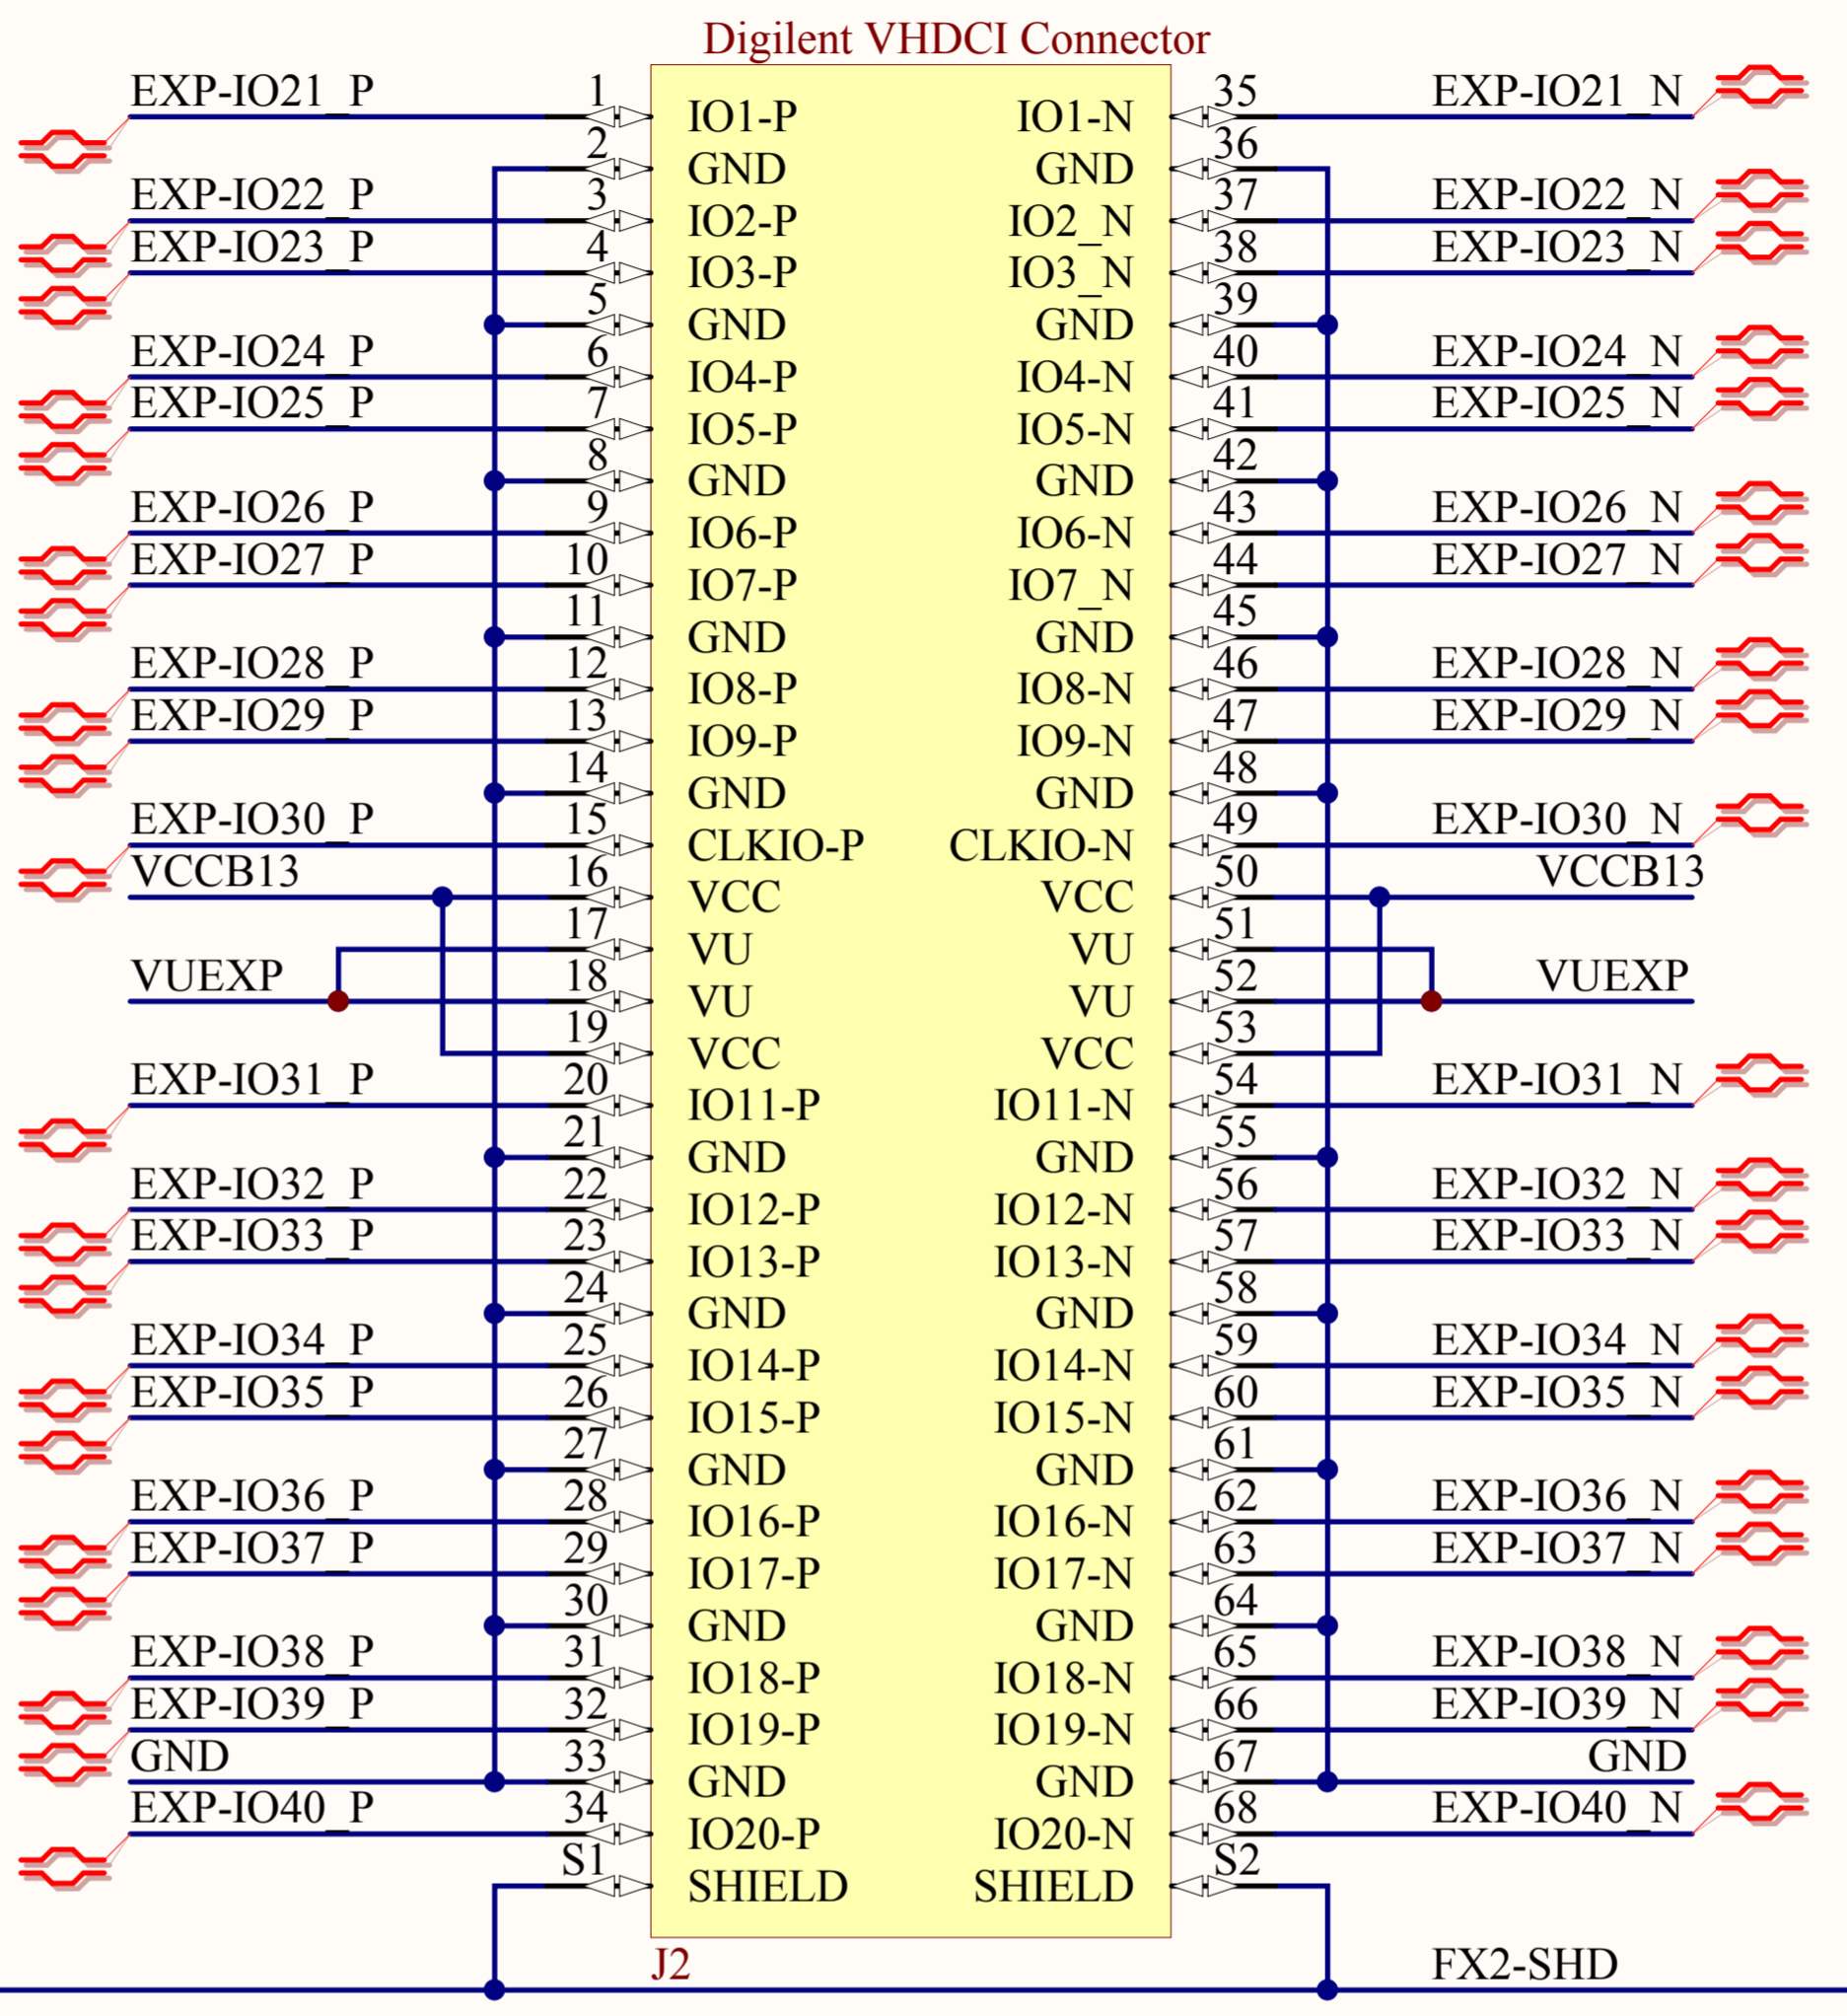 Digilent VHDCI Connector
EXP-IO21_P 1 IO1-P IO1-N 35 EXP-IO21_N
2 GND GND 36
EXP-IO22_P 3 IO2-P IO2_N 37 EXP-IO22_N
EXP-IO23_P 4 IO3-P IO3_N 38 EXP-IO23_N
5 GND GND 39
EXP-IO24_P 6 IO4-P IO4-N 40 EXP-IO24_N
EXP-IO25_P 7 IO5-P IO5-N 41 EXP-IO25_N
8 GND GND 42
EXP-IO26_P 9 IO6-P IO6-N 43 EXP-IO26_N
EXP-IO27_P 10 IO7-P IO7_N 44 EXP-IO27_N
11 GND GND 45
EXP-IO28_P 12 IO8-P IO8-N 46 EXP-IO28_N
EXP-IO29_P 13 IO9-P IO9-N 47 EXP-IO29_N
14 GND GND 48
EXP-IO30_P 15 CLKIO-P CLKIO-N 49 EXP-IO30_N
VCCB13 16 VCC VCC 50 VCCB13
17 VU VU 51
VUEXP 18 VU VU 52 VUEXP
19 VCC VCC 53
EXP-IO31_P 20 IO11-P IO11-N 54 EXP-IO31_N
21 GND GND 55
EXP-IO32_P 22 IO12-P IO12-N 56 EXP-IO32_N
EXP-IO33_P 23 IO13-P IO13-N 57 EXP-IO33_N
24 GND GND 58
EXP-IO34_P 25 IO14-P IO14-N 59 EXP-IO34_N
EXP-IO35_P 26 IO15-P IO15-N 60 EXP-IO35_N
27 GND GND 61
EXP-IO36_P 28 IO16-P IO16-N 62 EXP-IO36_N
EXP-IO37_P 29 IO17-P IO17-N 63 EXP-IO37_N
30 GND GND 64
EXP-IO38_P 31 IO18-P IO18-N 65 EXP-IO38_N
EXP-IO39_P 32 IO19-P IO19-N 66 EXP-IO39_N
GND 33 GND GND 67 GND
EXP-IO40_P 34 IO20-P IO20-N 68 EXP-IO40_N
S1 SHIELD SHIELD S2
J2 FX2-SHD